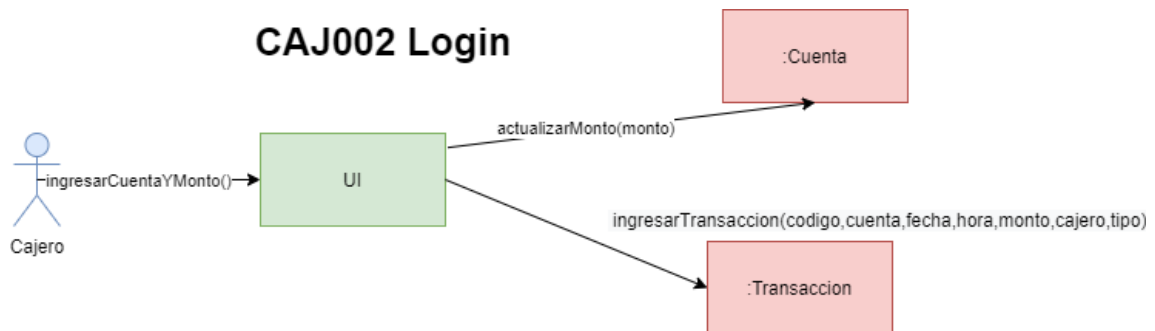 CAJ002 Login
:Cuenta
actualizarMonto(monto)
ingresarCuentaYMonto()
UI
Cajero
ingresarTransaccion(codigo,cuenta,fecha,hora,monto,cajero,tipo)
:Transaccion